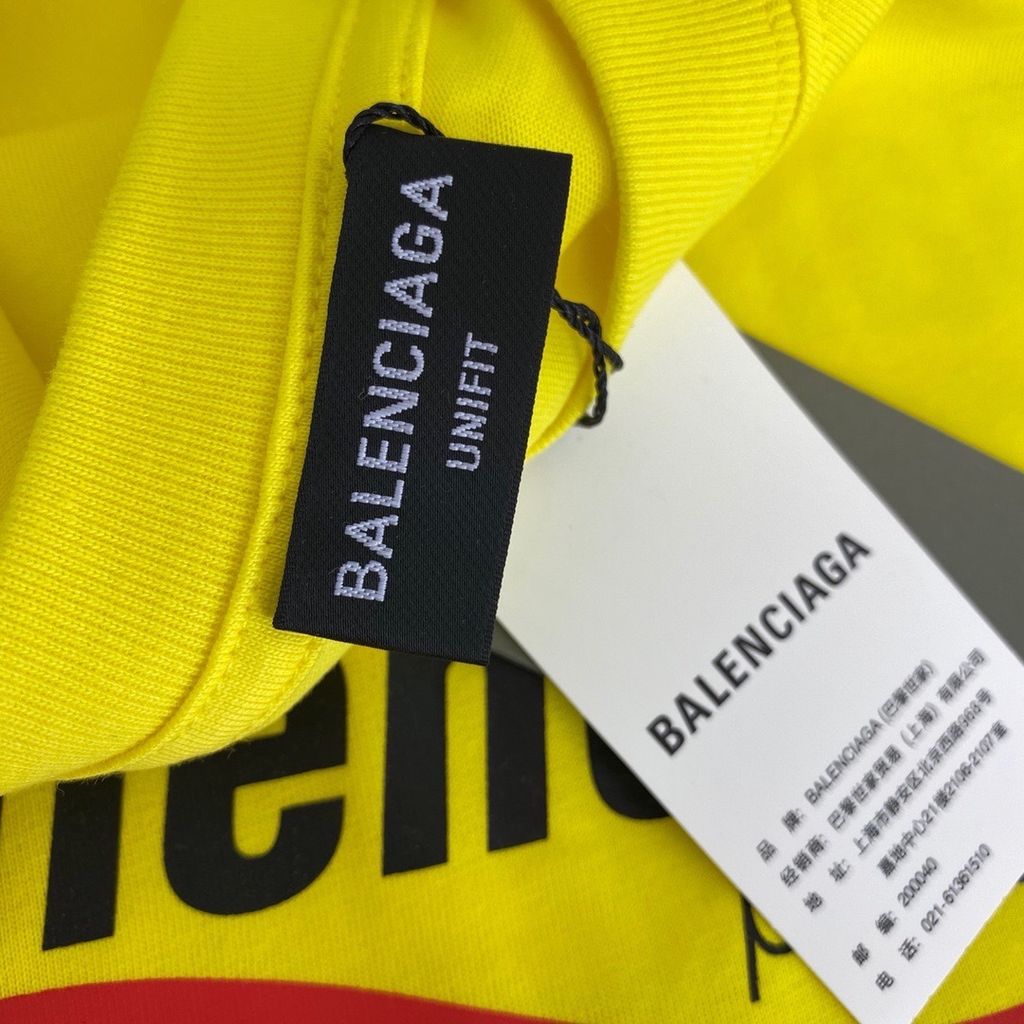 BALENCIAGA
UNIFIT
BALENCIAGA
品 牌: BALENCIAGA (巴黎世家)
经销商: 巴黎世家贸易 (上海) 有限公司
地 址: 上海市静安区北京西路968号
嘉地中心21楼2106-2107室
邮 编: 200040
电 话: 021-61361510
len